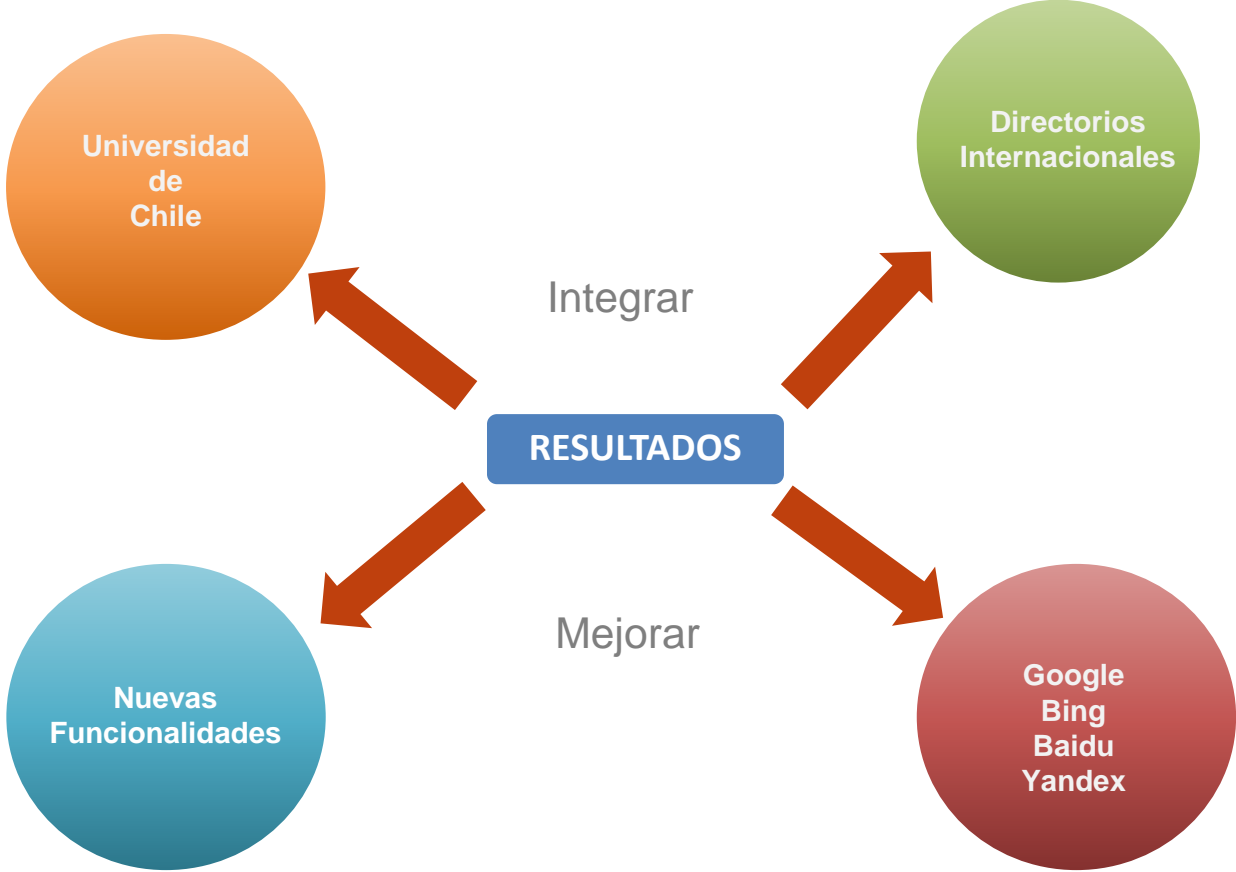 Universidad
de
Chile
Directorios
Internacionales
Integrar
RESULTADOS
Mejorar
Nuevas
Funcionalidades
Google
Bing
Baidu
Yandex